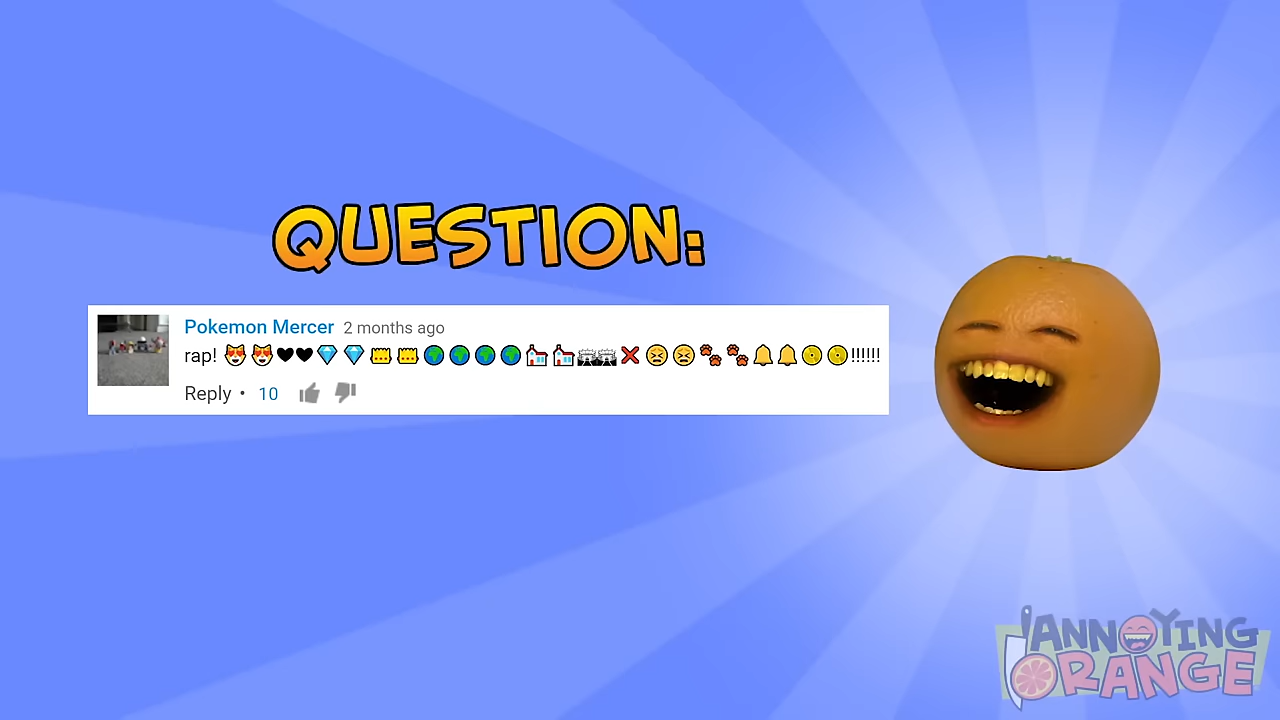 QUESTION:
Pokemon Mercer 2 months ago
rap! 😻😻🖤🖤💎💎👑👑🌍🌍🌍🌍⛪⛪🛤🛤❌😫😫🐾🐾🔔🔔📀📀!!!!!!
Reply • 10
ANNOYING
ORANGE